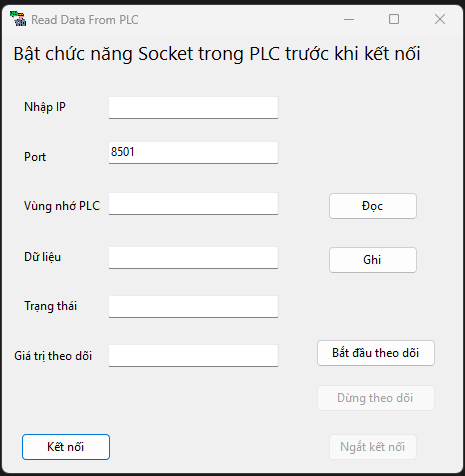 Read Data From PLC
Bật chức năng Socket trong PLC trước khi kết nối
Nhập IP
Port
8501
Vùng nhớ PLC
Đọc
Dữ liệu
Ghi
Trạng thái
Giá trị theo dõi
Bắt đầu theo dõi
Dừng theo dõi
Kết nối
Ngắt kết nối